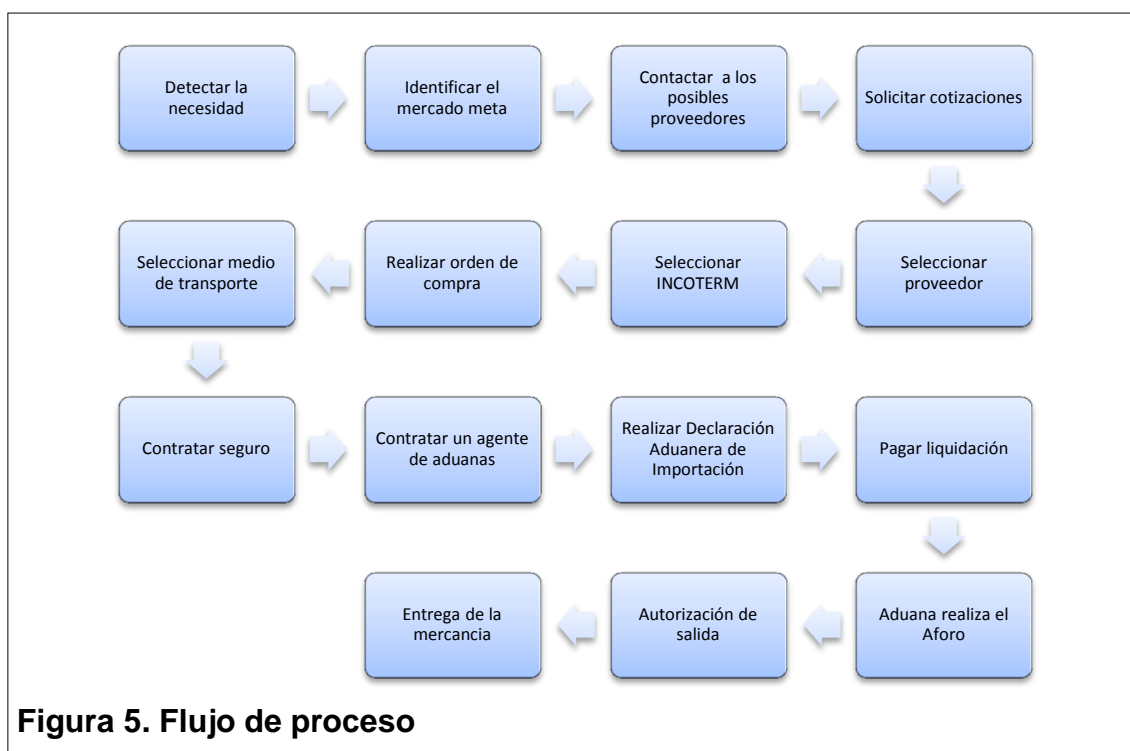 Detectar la
necesidad
Identificar el
mercado meta
Contactar a los
posibles
proveedores
Solicitar cotizaciones
Seleccionar
proveedor
Seleccionar
INCOTERM
Realizar orden de
compra
Seleccionar medio
de transporte
Contratar seguro
Contratar un agente
de aduanas
Realizar Declaración
Aduanera de
Importación
Pagar liquidación
Aduana realiza el
Aforo
Autorización de
salida
Entrega de la
mercancia
Figura 5. Flujo de proceso